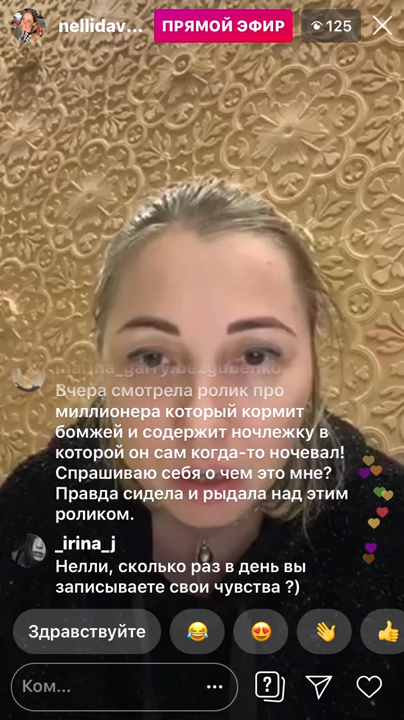 nellidav...
ПРЯМОЙ ЭФИР
125
Вчера смотрела ролик про
миллионера который кормит
бомжей и содержит ночлежку в
которой он сам когда-то ночевал!
Спрашиваю себя о чем это мне?
Правда сидела и рыдала над этим
роликом.
_irina_j
Нелли, сколько раз в день вы
записываете свои чувства ?)
Здравствуйте
Ком...